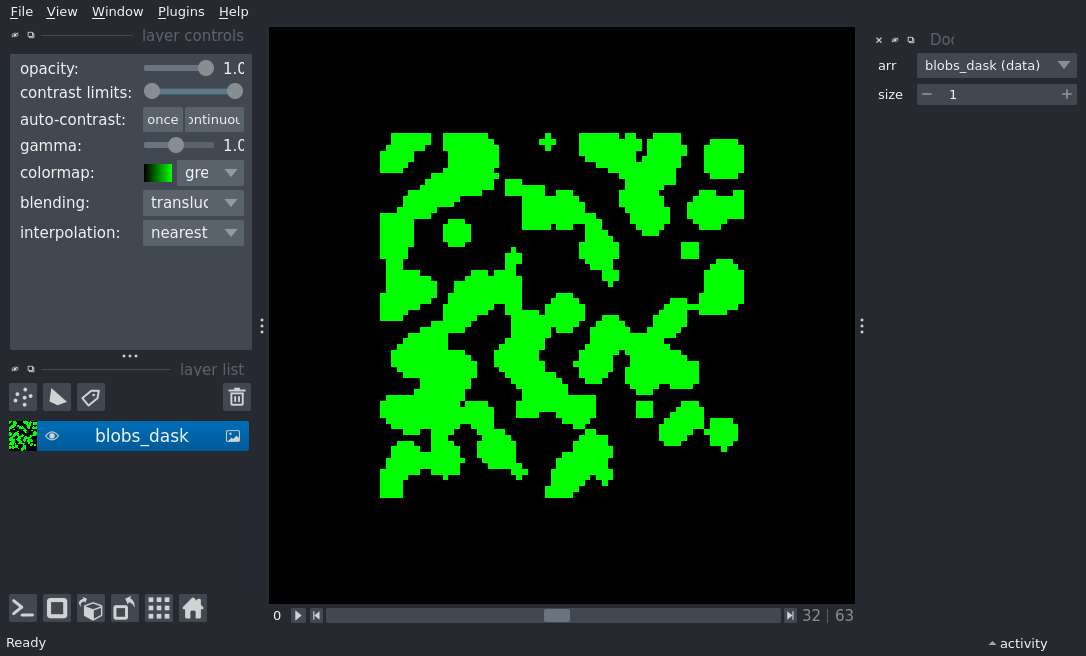 File View Window Plugins Help
layer controls
opacity: 1.0
contrast limits:
auto-contrast: once ontinuou
gamma: 1.0
colormap: gre
blending: transluc
interpolation: nearest
layer list
blobs_dask
0 32 | 63
Ready
Doc
arr blobs_dask (data)
size 1
activity